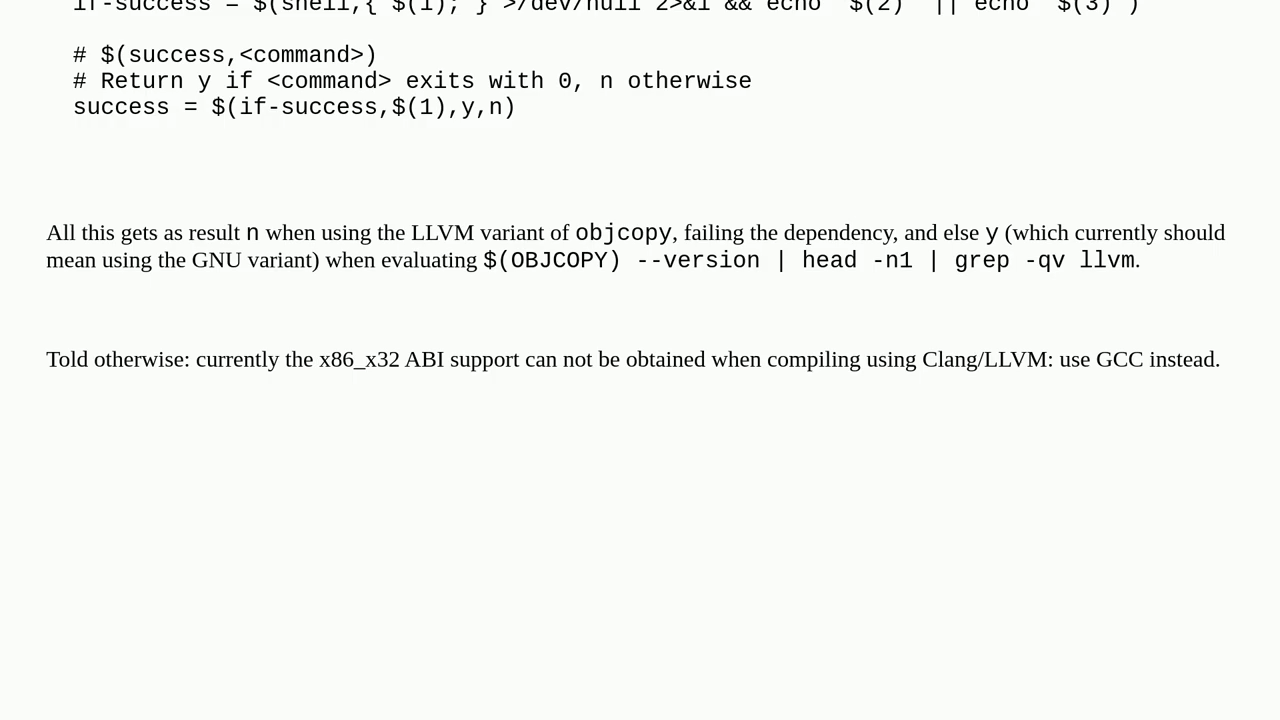 if-success = $(shell,{ $(1); } >/dev/null 2>&1 && echo "$(2)" || echo "$(3)")
# $(success,<command>)
# Return y if <command> exits with 0, n otherwise
success = $(if-success,$(1),y,n)
All this gets as result n when using the LLVM variant of objcopy, failing the dependency, and else y (which currently should
mean using the GNU variant) when evaluating $(OBJCOPY) --version | head -n1 | grep -qv llvm.
Told otherwise: currently the x86_x32 ABI support can not be obtained when compiling using Clang/LLVM: use GCC instead.